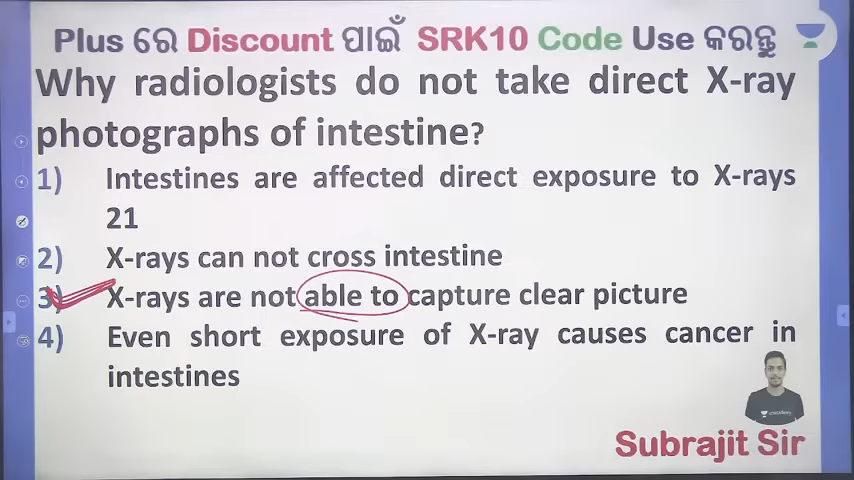 Plus ରେ Discount ପାଇଁ SRK10 Code Use କରନ୍ତୁ
Why radiologists do not take direct X-ray
photographs of intestine?
1) Intestines are affected direct exposure to X-rays
21
2) X-rays can not cross intestine
3) X-rays are not able to capture clear picture
4) Even short exposure of X-ray causes cancer in
intestines
unacademy
Subrajit Sir